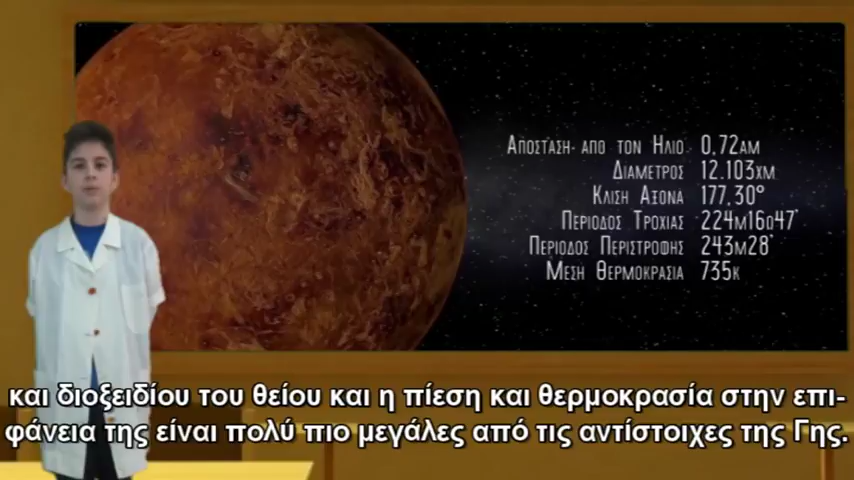 ΑΠΟΣΤΑΣΗ ΑΠΟ ΤΟΝ ΗΛΙΟ 0,72ΑΜ
ΔΙΑΜΕΤΡΟΣ 12.103ΧΜ
ΚΛΙΣΗ ΑΞΟΝΑ 177,30°
ΠΕΡΙΟΔΟΣ ΤΡΟΧΙΑΣ 224Μ16Ω47'
ΠΕΡΙΟΔΟΣ ΠΕΡΙΣΤΡΟΦΗΣ 243Μ28'
ΜΕΣΗ ΘΕΡΜΟΚΡΑΣΙΑ 735Κ
και διοξειδίου του θείου και η πίεση και θερμοκρασία στην επι-
φάνεια της είναι πολύ πιο μεγάλες από τις αντίστοιχες της Γης.